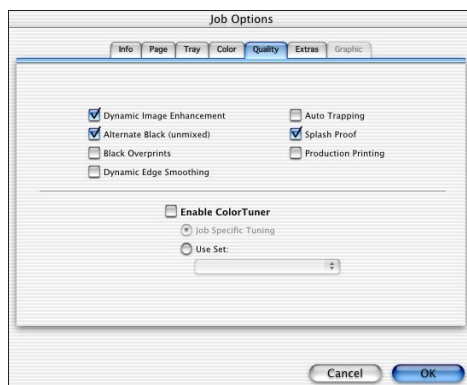 Job Options
Info Page Tray Color Quality Extras Graphic
Dynamic Image Enhancement
Alternate Black (unmixed)
Black Overprints
Dynamic Edge Smoothing
Auto Trapping
Splash Proof
Production Printing
Enable ColorTuner
Job Specific Tuning
Use Set:
Cancel OK